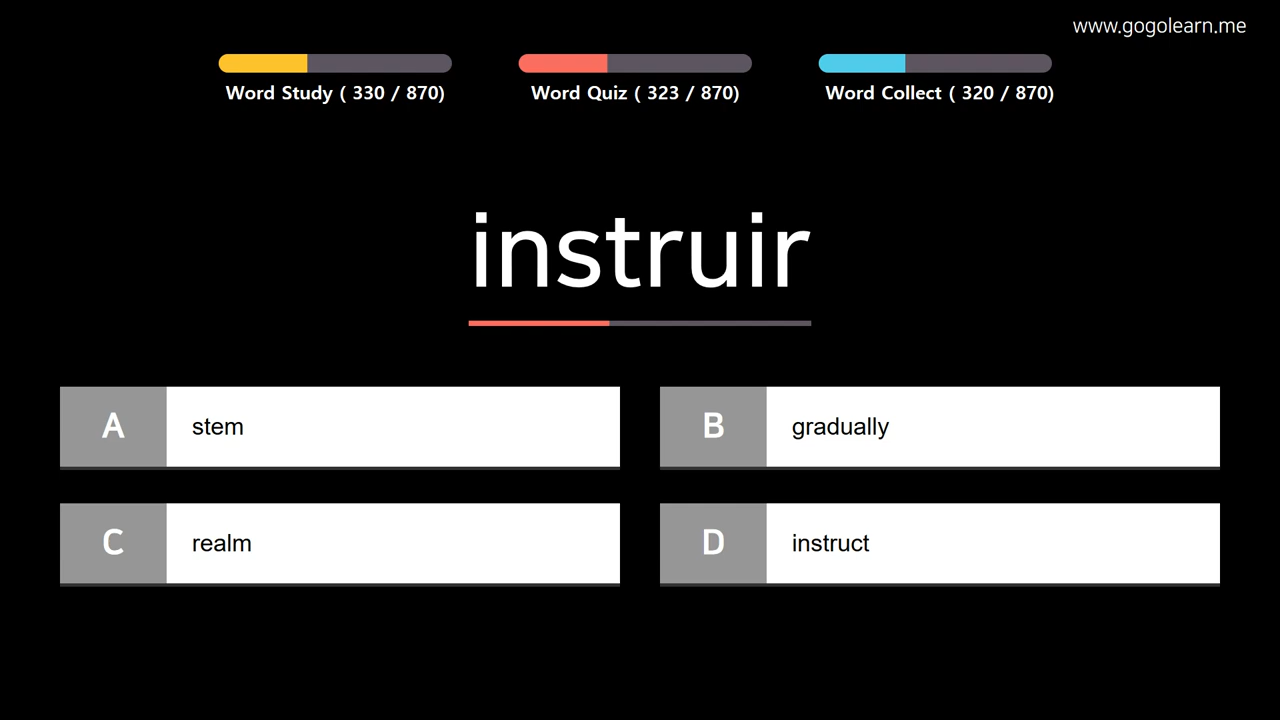 www.gogolearn.me
Word Study ( 330 / 870)
Word Quiz ( 323 / 870)
Word Collect ( 320 / 870)
instruir
A stem
B gradually
C realm
D instruct